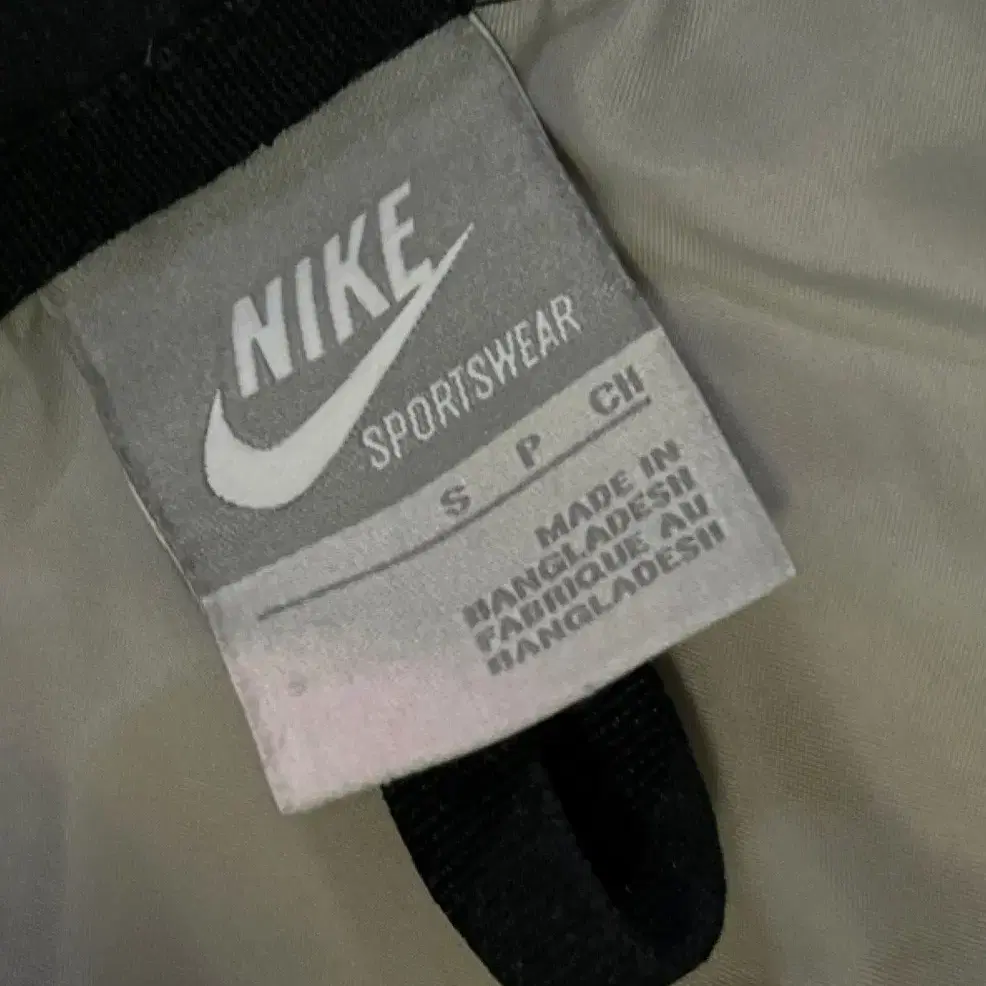 NIKE
SPORTSWEAR
S P CH
MADE IN
BANGLADESH
FABRIQUE AU
BANGLADESH